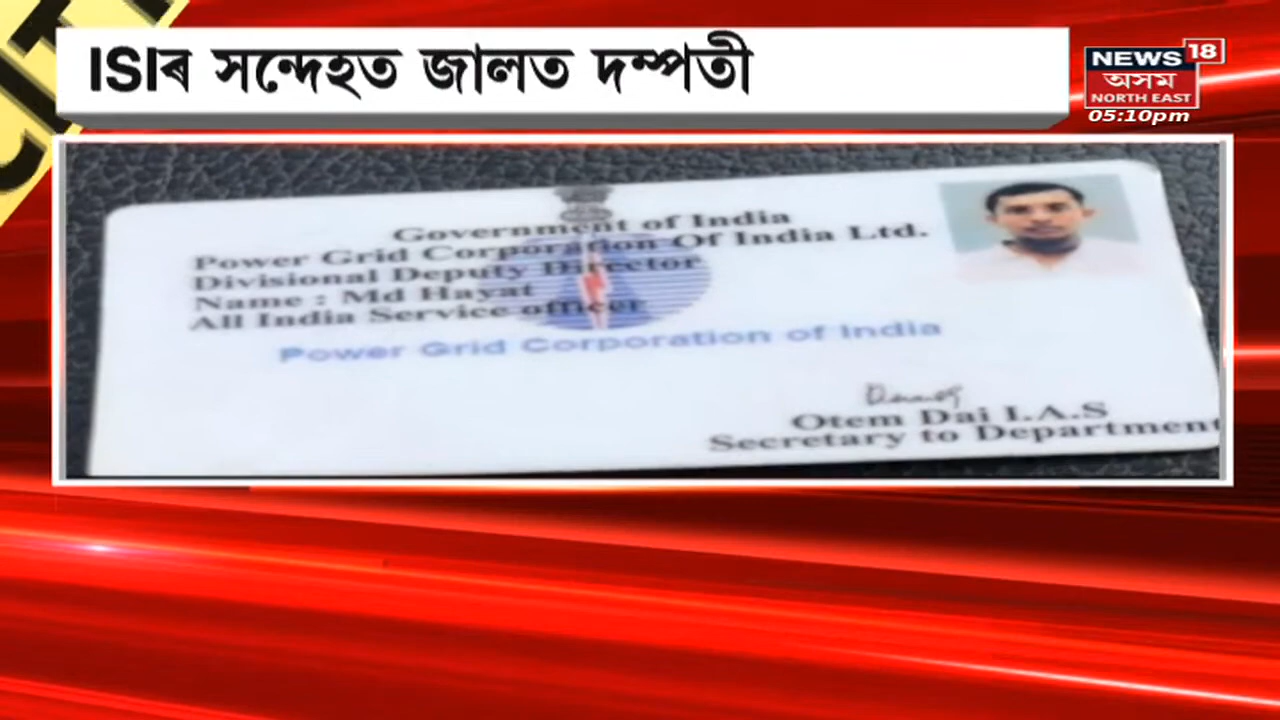 ISIৰ সন্দেহত জালত দম্পতী
NEWS 18
অসম
NORTH EAST
05:10pm
Government of India
Power Grid Corporation Of India Ltd.
Divisional Deputy Director
Name : Md Hayat
All India Service officer
Power Grid Corporation of India
Otem Dai I.A.S
Secretary to Department